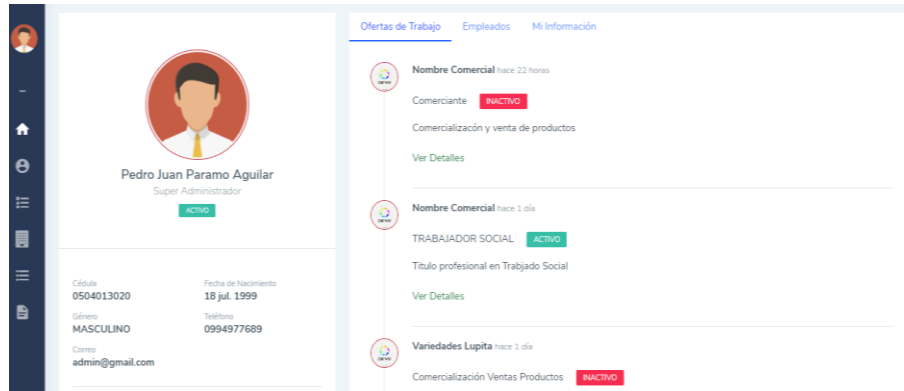 Ofertas de Trabajo
Empleados
Mi Información
Pedro Juan Paramo Aguilar
Super Administrador
ACTIVO
Cédula
0504013020
Fecha de Nacimiento
18 jul. 1999
Género
MASCULINO
Teléfono
0994977689
Correo
admin@gmail.com
Nombre Comercial hace 22 horas
Comerciante INACTIVO
Comercializacón y venta de productos
Ver Detalles
Nombre Comercial hace 1 día
TRABAJADOR SOCIAL ACTIVO
Titulo profesional en Trabjado Social
Ver Detalles
Variedades Lupita hace 1 día
Comercialización Ventas Productos INACTIVO